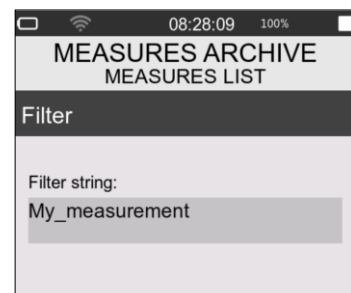 08:28:09 100%
MEASURES ARCHIVE
MEASURES LIST
Filter
Filter string:
My_measurement